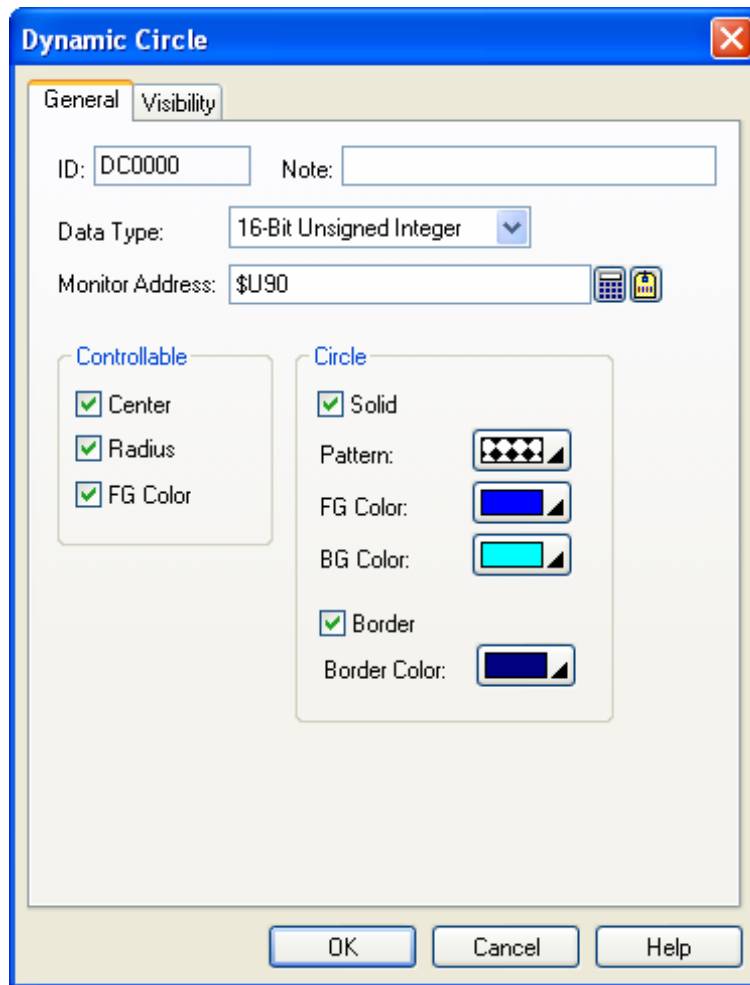 Dynamic Circle
General Visibility
ID: DC0000 Note:
Data Type: 16-Bit Unsigned Integer
Monitor Address: $U90
Controllable Circle
Center Solid
Radius Pattern:
FG Color FG Color:
BG Color:
Border
Border Color:
OK Cancel Help